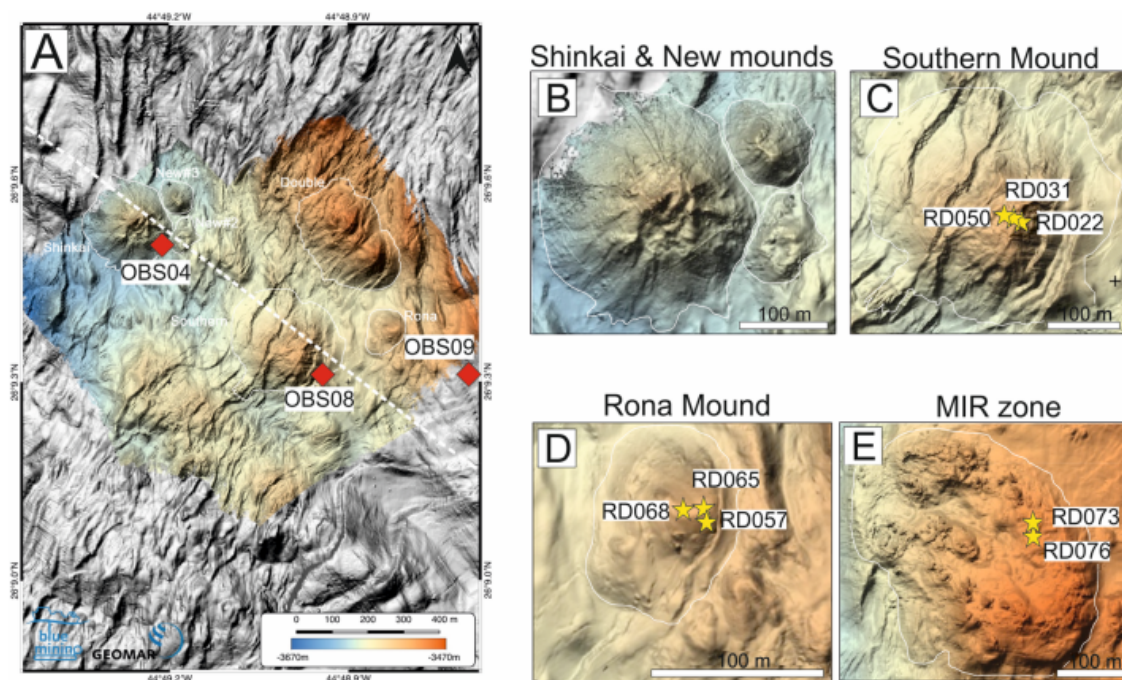 44°49.2'W
44°48.9'W
A
26°9.6'N
26°9.6'N
New#3
Double
Shinkai
OBS04
Southern
Rona
OBS09
26°9.3'N
26°9.3'N
OBS08
26°9.0'N
26°9.0'N
0 100 200 300 400 m
-3670m
-3470m
blue
mining
GEOMAR
44°49.2'W
44°48.9'W
Shinkai & New mounds
B
100 m
Southern Mound
C
RD031
RD050
RD022
100 m
Rona Mound
D
RD065
RD068
RD057
100 m
MIR zone
E
RD073
RD076
100 m